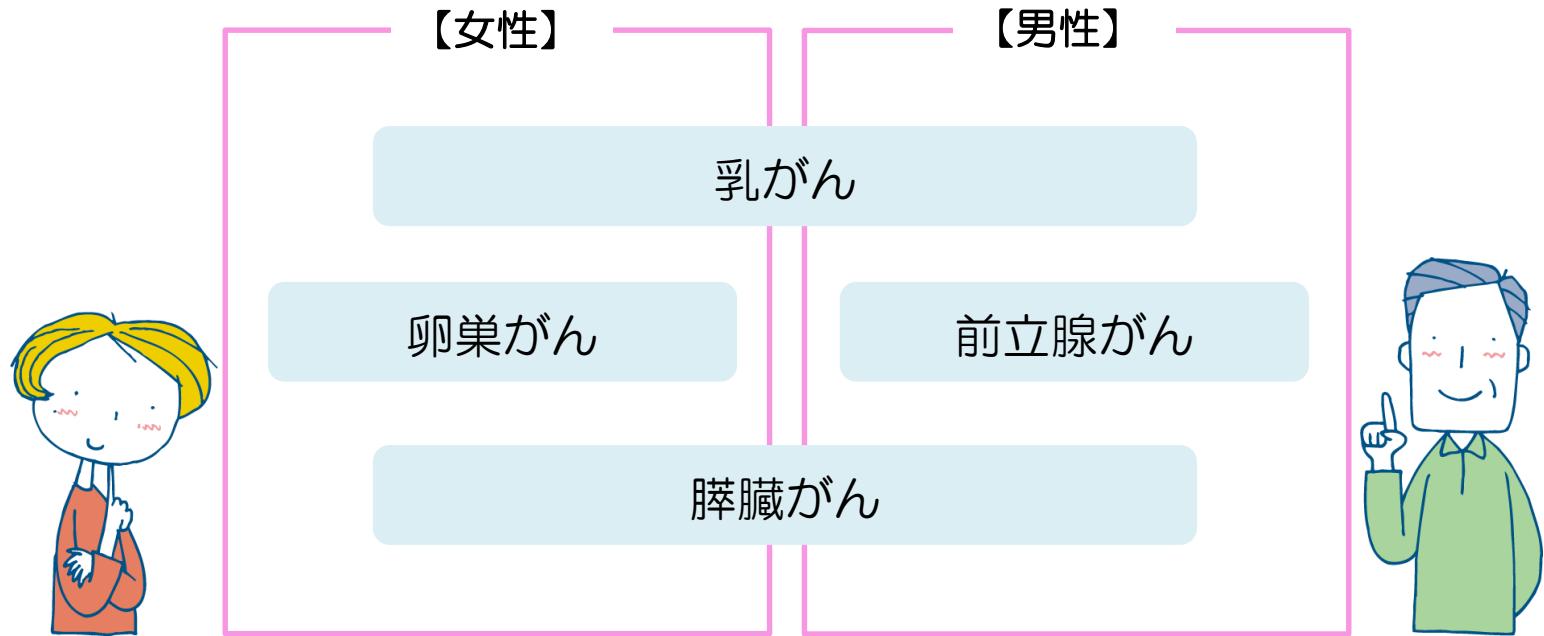 【女性】
【男性】
乳がん
卵巣がん
前立腺がん
膵臓がん